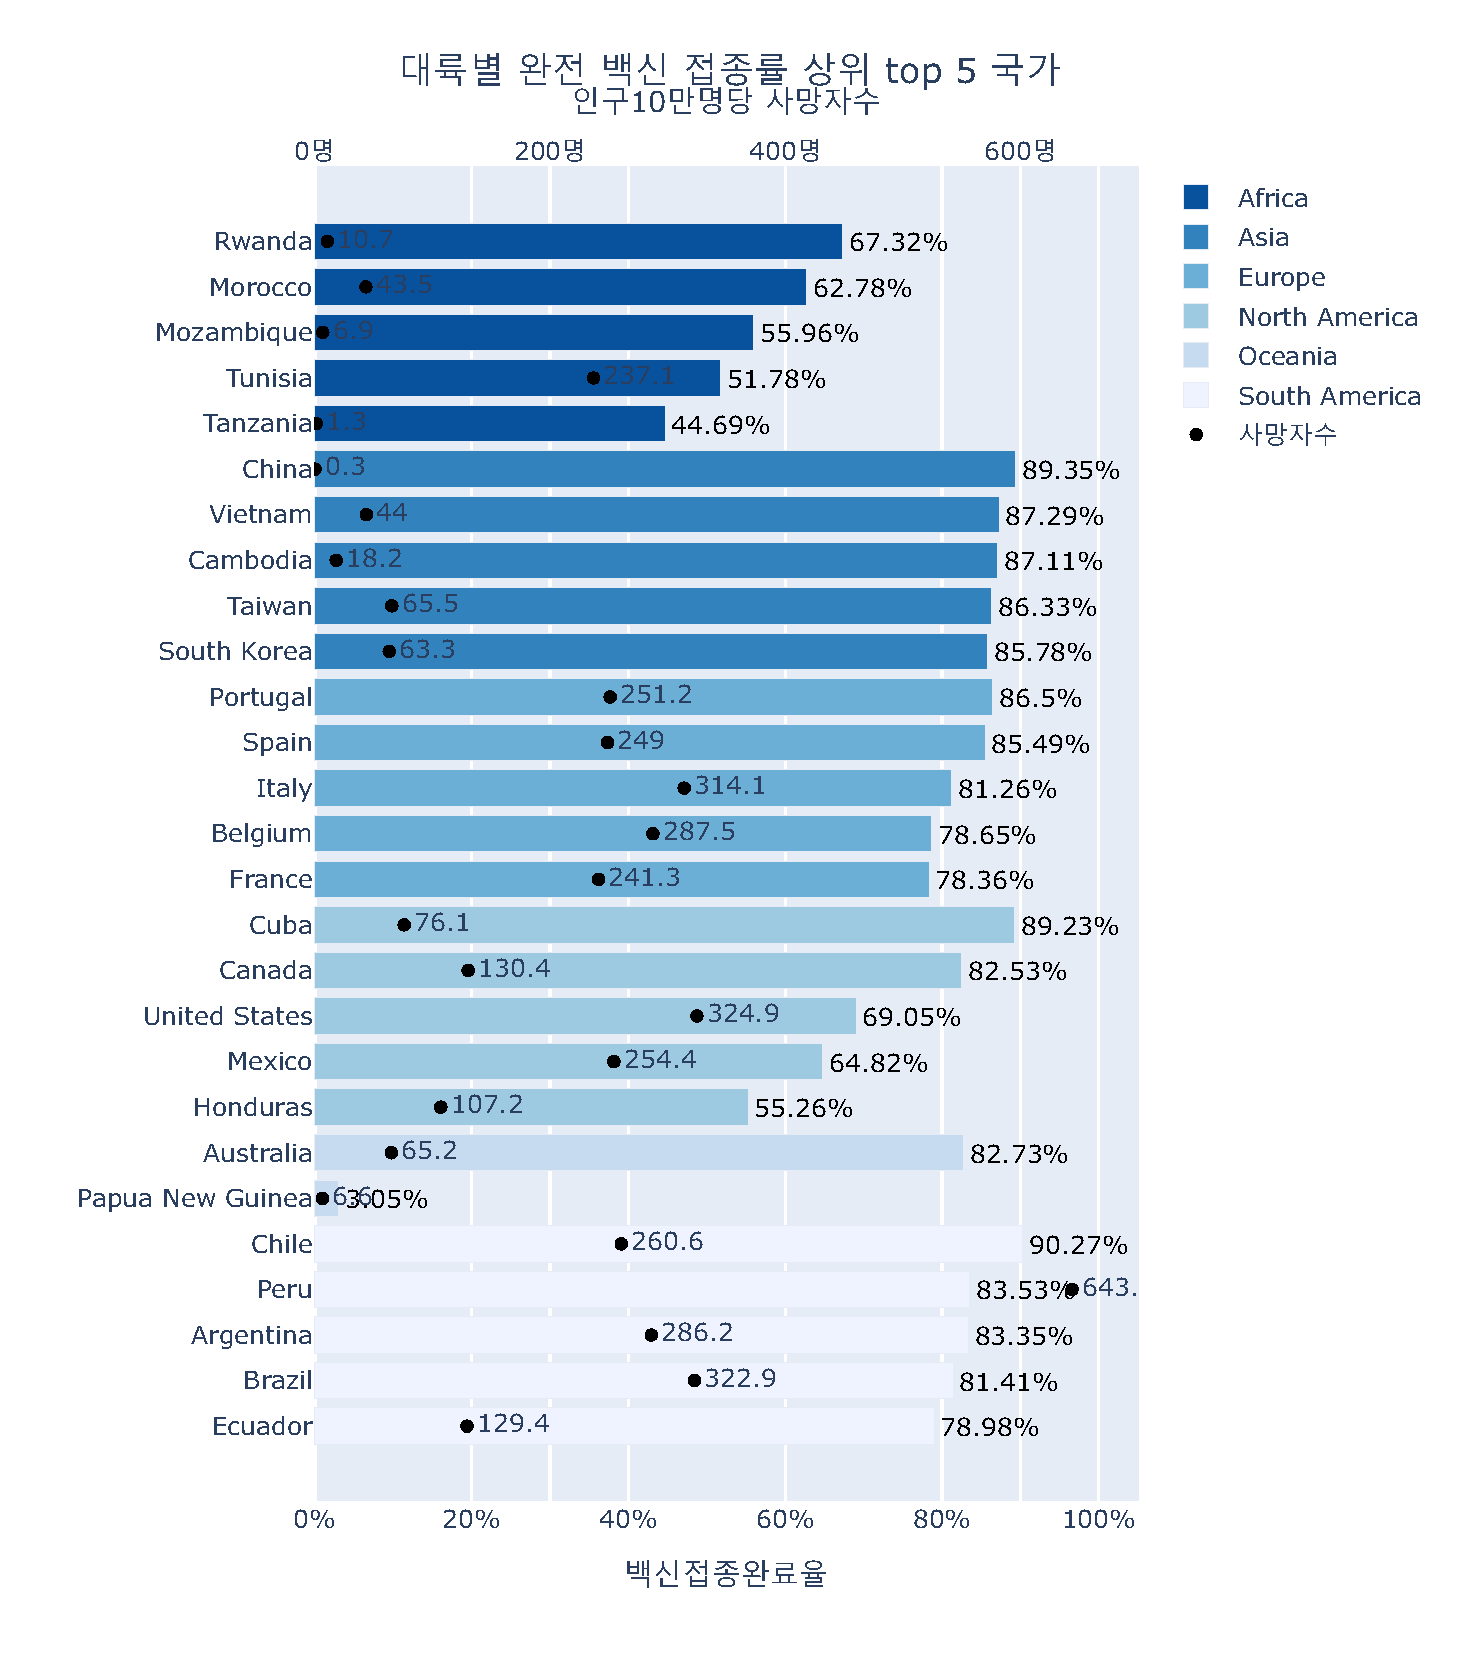 대륙별 완전 백신 접종률 상위 top 5 국가
인구10만명당 사망자수
0명 200명 400명 600명
Rwanda 10.7 67.32%
Morocco 43.5 62.78%
Mozambique 6.9 55.96%
Tunisia 237.1 51.78%
Tanzania 1.3 44.69%
China 0.3 89.35%
Vietnam 44 87.29%
Cambodia 18.2 87.11%
Taiwan 65.5 86.33%
South Korea 63.3 85.78%
Portugal 251.2 86.5%
Spain 249 85.49%
Italy 314.1 81.26%
Belgium 287.5 78.65%
France 241.3 78.36%
Cuba 76.1 89.23%
Canada 130.4 82.53%
United States 324.9 69.05%
Mexico 254.4 64.82%
Honduras 107.2 55.26%
Australia 65.2 82.73%
Papua New Guinea 6.6 3.05%
Chile 260.6 90.27%
Peru 83.53% 643.
Argentina 286.2 83.35%
Brazil 322.9 81.41%
Ecuador 129.4 78.98%
0% 20% 40% 60% 80% 100%
백신접종완료율
Africa
Asia
Europe
North America
Oceania
South America
사망자수